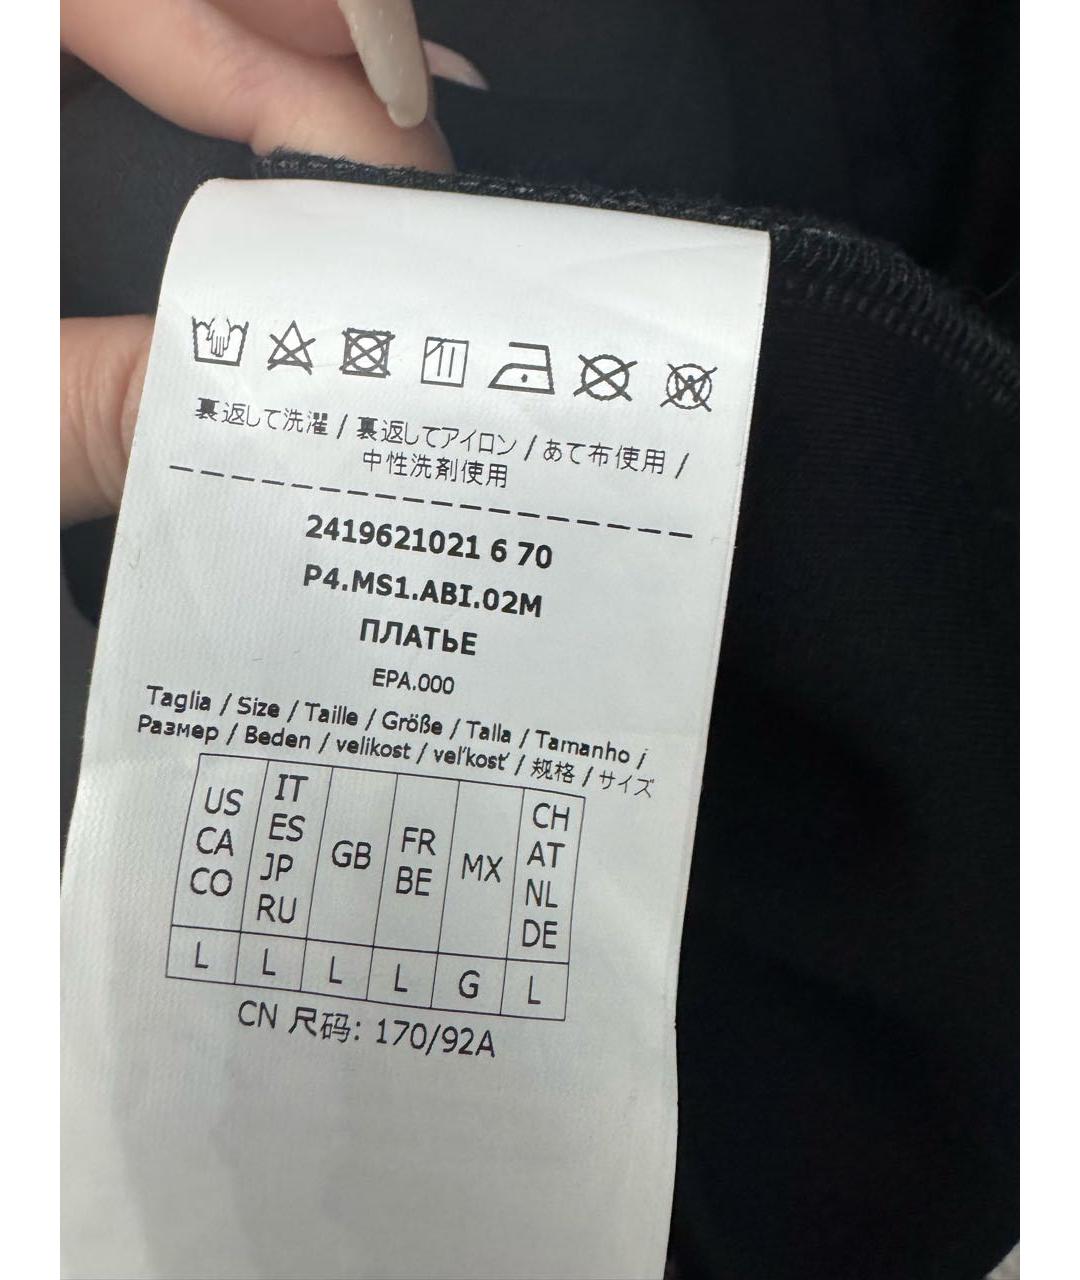 裏返して洗濯 / 裏返してアイロン / あて布使用 /
中性洗剤使用
2419621021 6 70
P4.MS1.ABI.02M
ПЛАТЬЕ
EPA.000
Taglia / Size / Taille / Größe / Talla / Tamanho /
Размер / Beden / velikost / veľkosť / 规格 / サイズ
US CA CO
IT ES JP RU
GB
FR BE
MX
CH AT NL DE
L L L L G L
CN 尺码: 170/92A